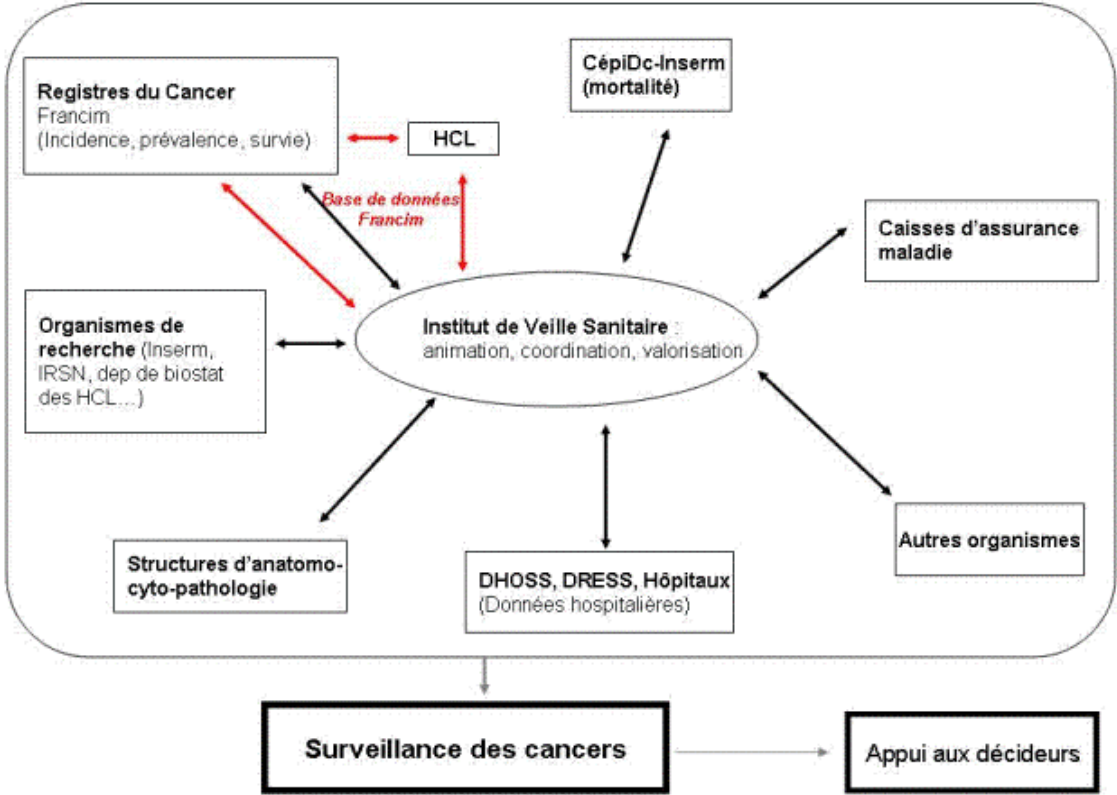 Registres du Cancer
Francim
(Incidence, prévalence, survie)
HCL
CépiDc-Inserm
(mortalité)
Base de données
Francim
Caisses d'assurance
maladie
Organismes de
recherche (Inserm,
IRSN, dep de biostat
des HCL…)
Institut de Veille Sanitaire :
animation, coordination, valorisation
Structures d'anatomo-
cyto-pathologie
DHOSS, DRESS, Hôpitaux
(Données hospitalières)
Autres organismes
Surveillance des cancers
Appui aux décideurs